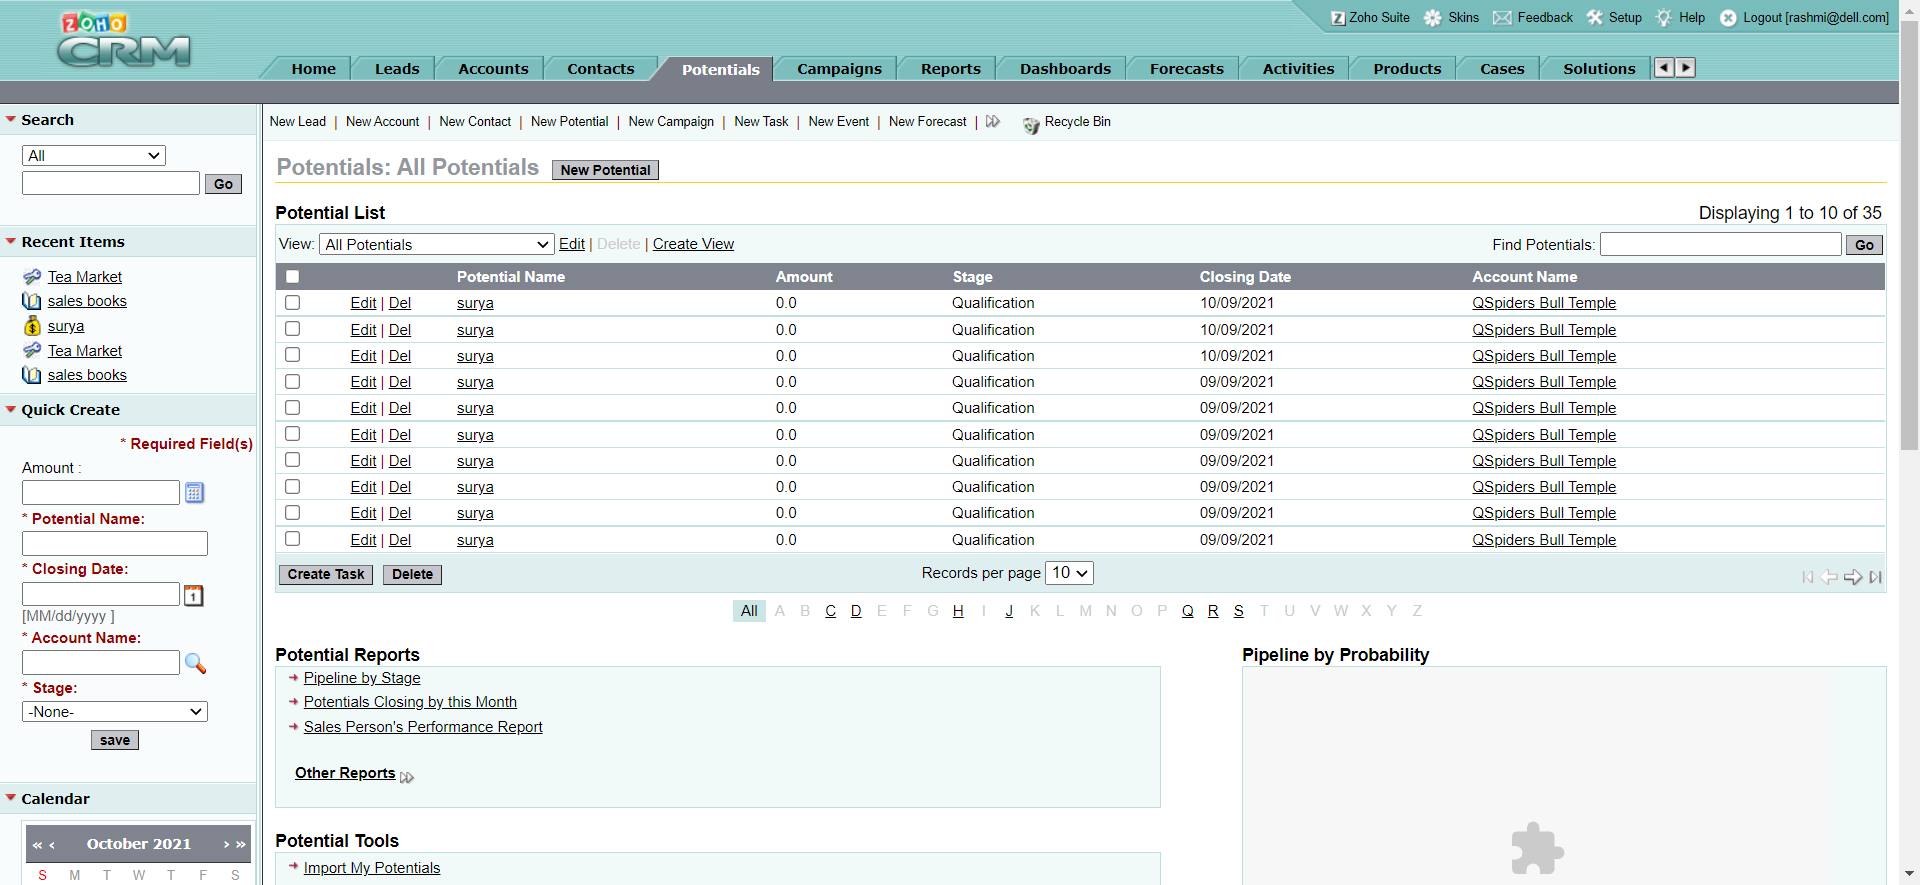 ZOHO
CRM
Zoho Suite Skins Feedback Setup Help Logout [rashmi@dell.com]
Home Leads Accounts Contacts Potentials Campaigns Reports Dashboards Forecasts Activities Products Cases Solutions
Search
All
Go
Recent Items
Tea Market
sales books
surya
Tea Market
sales books
Quick Create
* Required Field(s)
Amount :
* Potential Name:
* Closing Date:
1
[MM/dd/yyyy ]
* Account Name:
* Stage:
-None-
save
Calendar
« ‹ October 2021 › »
S M T W T F S
New Lead | New Account | New Contact | New Potential | New Campaign | New Task | New Event | New Forecast | Recycle Bin
Potentials: All Potentials New Potential
Potential List Displaying 1 to 10 of 35
View: All Potentials Edit | Delete | Create View Find Potentials: Go
Potential Name Amount Stage Closing Date Account Name
Edit | Del surya 0.0 Qualification 10/09/2021 QSpiders Bull Temple
Edit | Del surya 0.0 Qualification 10/09/2021 QSpiders Bull Temple
Edit | Del surya 0.0 Qualification 10/09/2021 QSpiders Bull Temple
Edit | Del surya 0.0 Qualification 09/09/2021 QSpiders Bull Temple
Edit | Del surya 0.0 Qualification 09/09/2021 QSpiders Bull Temple
Edit | Del surya 0.0 Qualification 09/09/2021 QSpiders Bull Temple
Edit | Del surya 0.0 Qualification 09/09/2021 QSpiders Bull Temple
Edit | Del surya 0.0 Qualification 09/09/2021 QSpiders Bull Temple
Edit | Del surya 0.0 Qualification 09/09/2021 QSpiders Bull Temple
Edit | Del surya 0.0 Qualification 09/09/2021 QSpiders Bull Temple
Create Task Delete Records per page 10
All A B C D E F G H I J K L M N O P Q R S T U V W X Y Z
Potential Reports
Pipeline by Stage
Potentials Closing by this Month
Sales Person's Performance Report
Other Reports
Pipeline by Probability
Potential Tools
Import My Potentials